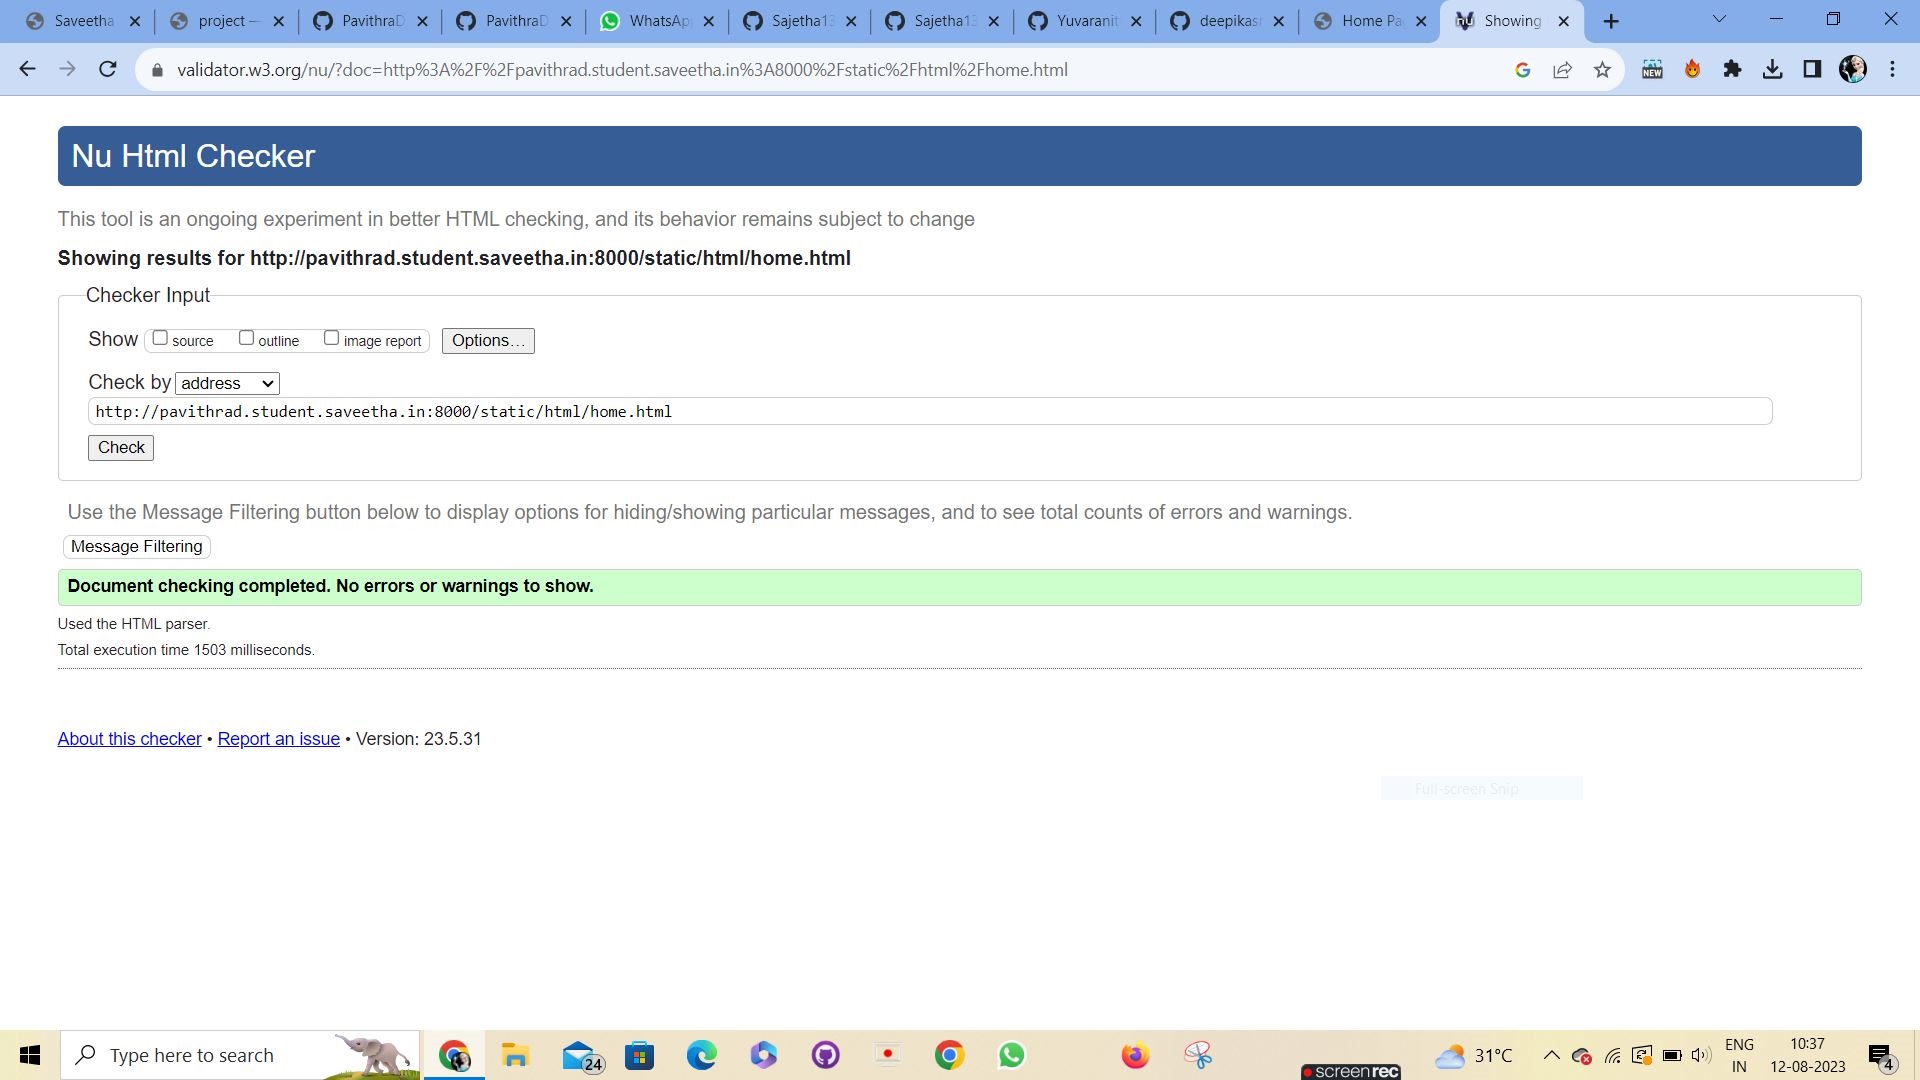 Saveetha
project —
PavithraD
PavithraD
WhatsAp
Sajetha13
Sajetha13
Yuvaranit
deepikasr
Home Pa
nu Showing
validator.w3.org/nu/?doc=http%3A%2F%2Fpavithrad.student.saveetha.in%3A8000%2Fstatic%2Fhtml%2Fhome.html
NEW
Nu Html Checker
This tool is an ongoing experiment in better HTML checking, and its behavior remains subject to change
Showing results for http://pavithrad.student.saveetha.in:8000/static/html/home.html
Checker Input
Show source outline image report Options...
Check by address
http://pavithrad.student.saveetha.in:8000/static/html/home.html
Check
Use the Message Filtering button below to display options for hiding/showing particular messages, and to see total counts of errors and warnings.
Message Filtering
Document checking completed. No errors or warnings to show.
Used the HTML parser.
Total execution time 1503 milliseconds.
About this checker • Report an issue • Version: 23.5.31
Full-screen Snip
Type here to search
24
screenrec
31°C
ENG
IN
10:37
12-08-2023
4